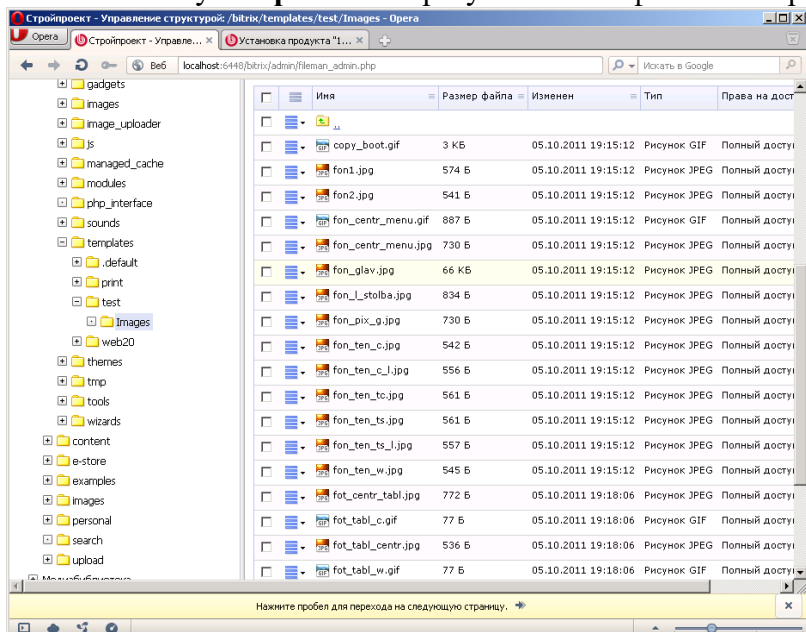 Стройпроект - Управление структурой: /bitrix/templates/test/Images - Opera
Opera
Стройпроект - Управле...
Установка продукта "1...
Веб
localhost:6448/bitrix/admin/fileman_admin.php
Искать в Google
gadgets
images
image_uploader
js
managed_cache
modules
php_interface
sounds
templates
.default
print
test
Images
web20
themes
tmp
tools
wizards
content
e-store
examples
images
personal
search
upload
Медиабиблиотека
Имя Размер файла Изменен Тип Права на дост
..
copy_boot.gif 3 КБ 05.10.2011 19:15:12 Рисунок GIF Полный досту
fon1.jpg 574 Б 05.10.2011 19:15:12 Рисунок JPEG Полный досту
fon2.jpg 541 Б 05.10.2011 19:15:12 Рисунок JPEG Полный досту
fon_centr_menu.gif 887 Б 05.10.2011 19:15:12 Рисунок GIF Полный досту
fon_centr_menu.jpg 730 Б 05.10.2011 19:15:12 Рисунок JPEG Полный досту
fon_glav.jpg 66 КБ 05.10.2011 19:15:12 Рисунок JPEG Полный досту
fon_l_stolba.jpg 834 Б 05.10.2011 19:15:12 Рисунок JPEG Полный досту
fon_pix_g.jpg 730 Б 05.10.2011 19:15:12 Рисунок JPEG Полный досту
fon_ten_c.jpg 542 Б 05.10.2011 19:15:12 Рисунок JPEG Полный досту
fon_ten_c_l.jpg 556 Б 05.10.2011 19:15:12 Рисунок JPEG Полный досту
fon_ten_tc.jpg 561 Б 05.10.2011 19:15:12 Рисунок JPEG Полный досту
fon_ten_ts.jpg 561 Б 05.10.2011 19:15:12 Рисунок JPEG Полный досту
fon_ten_ts_l.jpg 557 Б 05.10.2011 19:15:12 Рисунок JPEG Полный досту
fon_ten_w.jpg 545 Б 05.10.2011 19:15:12 Рисунок JPEG Полный досту
fot_centr_tabl.jpg 772 Б 05.10.2011 19:18:06 Рисунок JPEG Полный досту
fot_tabl_c.gif 77 Б 05.10.2011 19:18:06 Рисунок GIF Полный досту
fot_tabl_centr.jpg 536 Б 05.10.2011 19:18:06 Рисунок JPEG Полный досту
fot_tabl_w.gif 77 Б 05.10.2011 19:18:06 Рисунок GIF Полный досту
Нажмите пробел для перехода на следующую страницу.